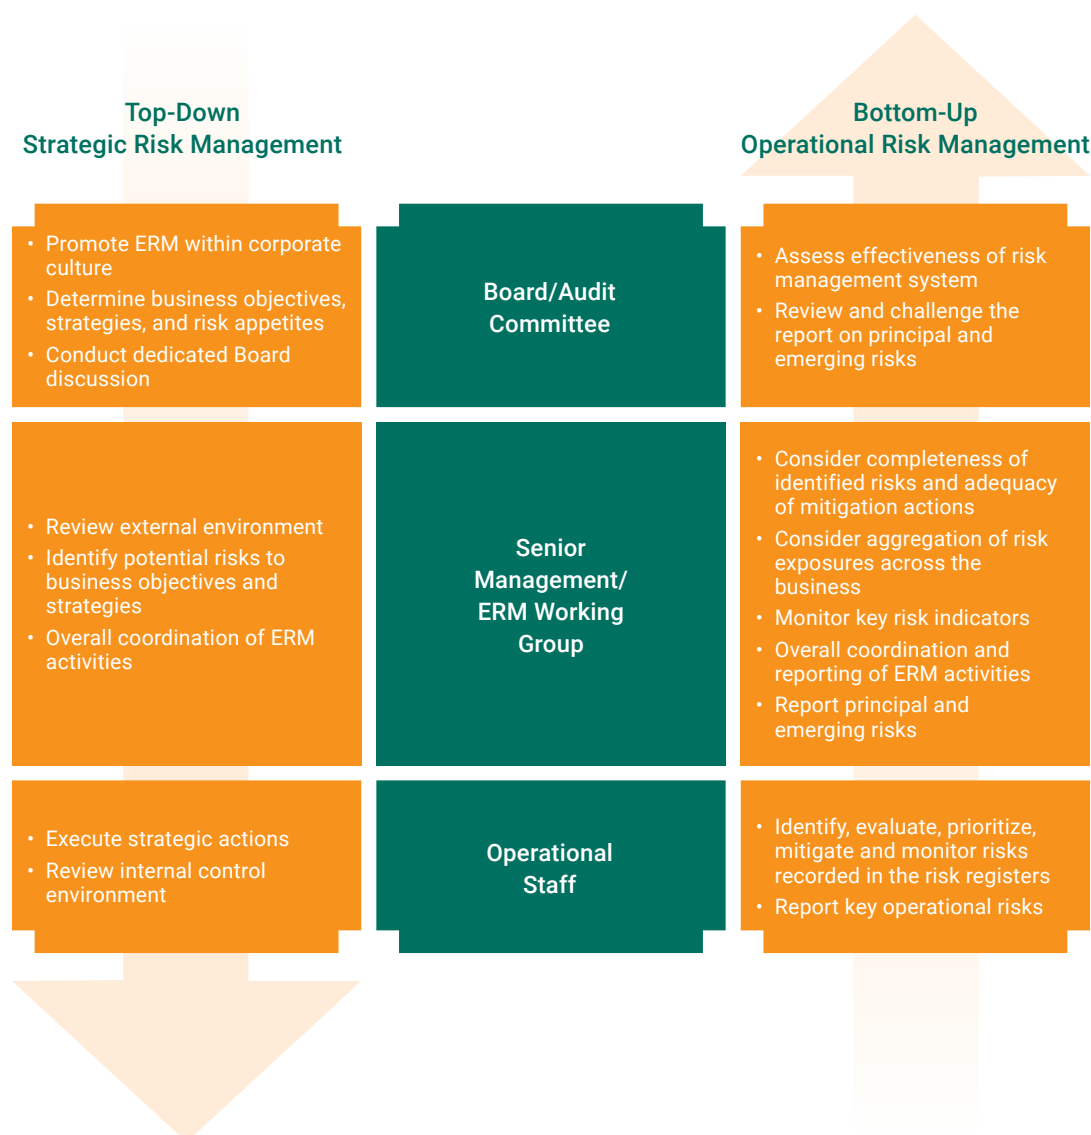 Top-Down
Strategic Risk Management
Bottom-Up
Operational Risk Management
• Promote ERM within corporate
culture
• Determine business objectives,
strategies, and risk appetites
• Conduct dedicated Board
discussion
Board/Audit
Committee
• Assess effectiveness of risk
management system
• Review and challenge the
report on principal and
emerging risks
• Review external environment
• Identify potential risks to
business objectives and
strategies
• Overall coordination of ERM
activities
Senior
Management/
ERM Working
Group
• Consider completeness of
identified risks and adequacy
of mitigation actions
• Consider aggregation of risk
exposures across the
business
• Monitor key risk indicators
• Overall coordination and
reporting of ERM activities
• Report principal and
emerging risks
• Execute strategic actions
• Review internal control
environment
Operational
Staff
• Identify, evaluate, prioritize,
mitigate and monitor risks
recorded in the risk registers
• Report key operational risks